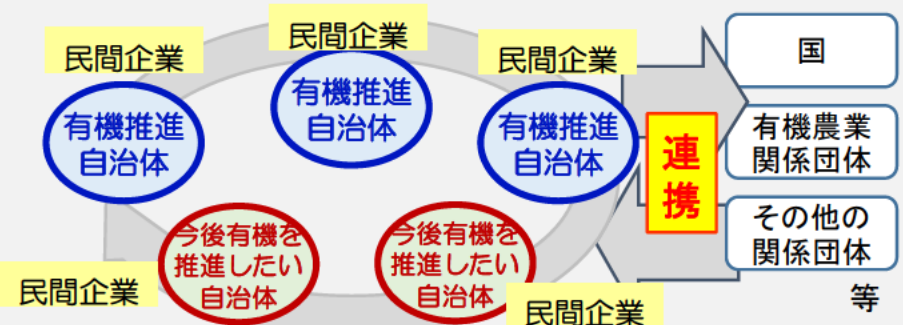 民間企業
民間企業
民間企業
有機推進
自治体
有機推進
自治体
有機推進
自治体
今後有機を
推進したい
自治体
今後有機を
推進したい
自治体
民間企業
民間企業
連
携
国
有機農業
関係団体
その他の
関係団体
等